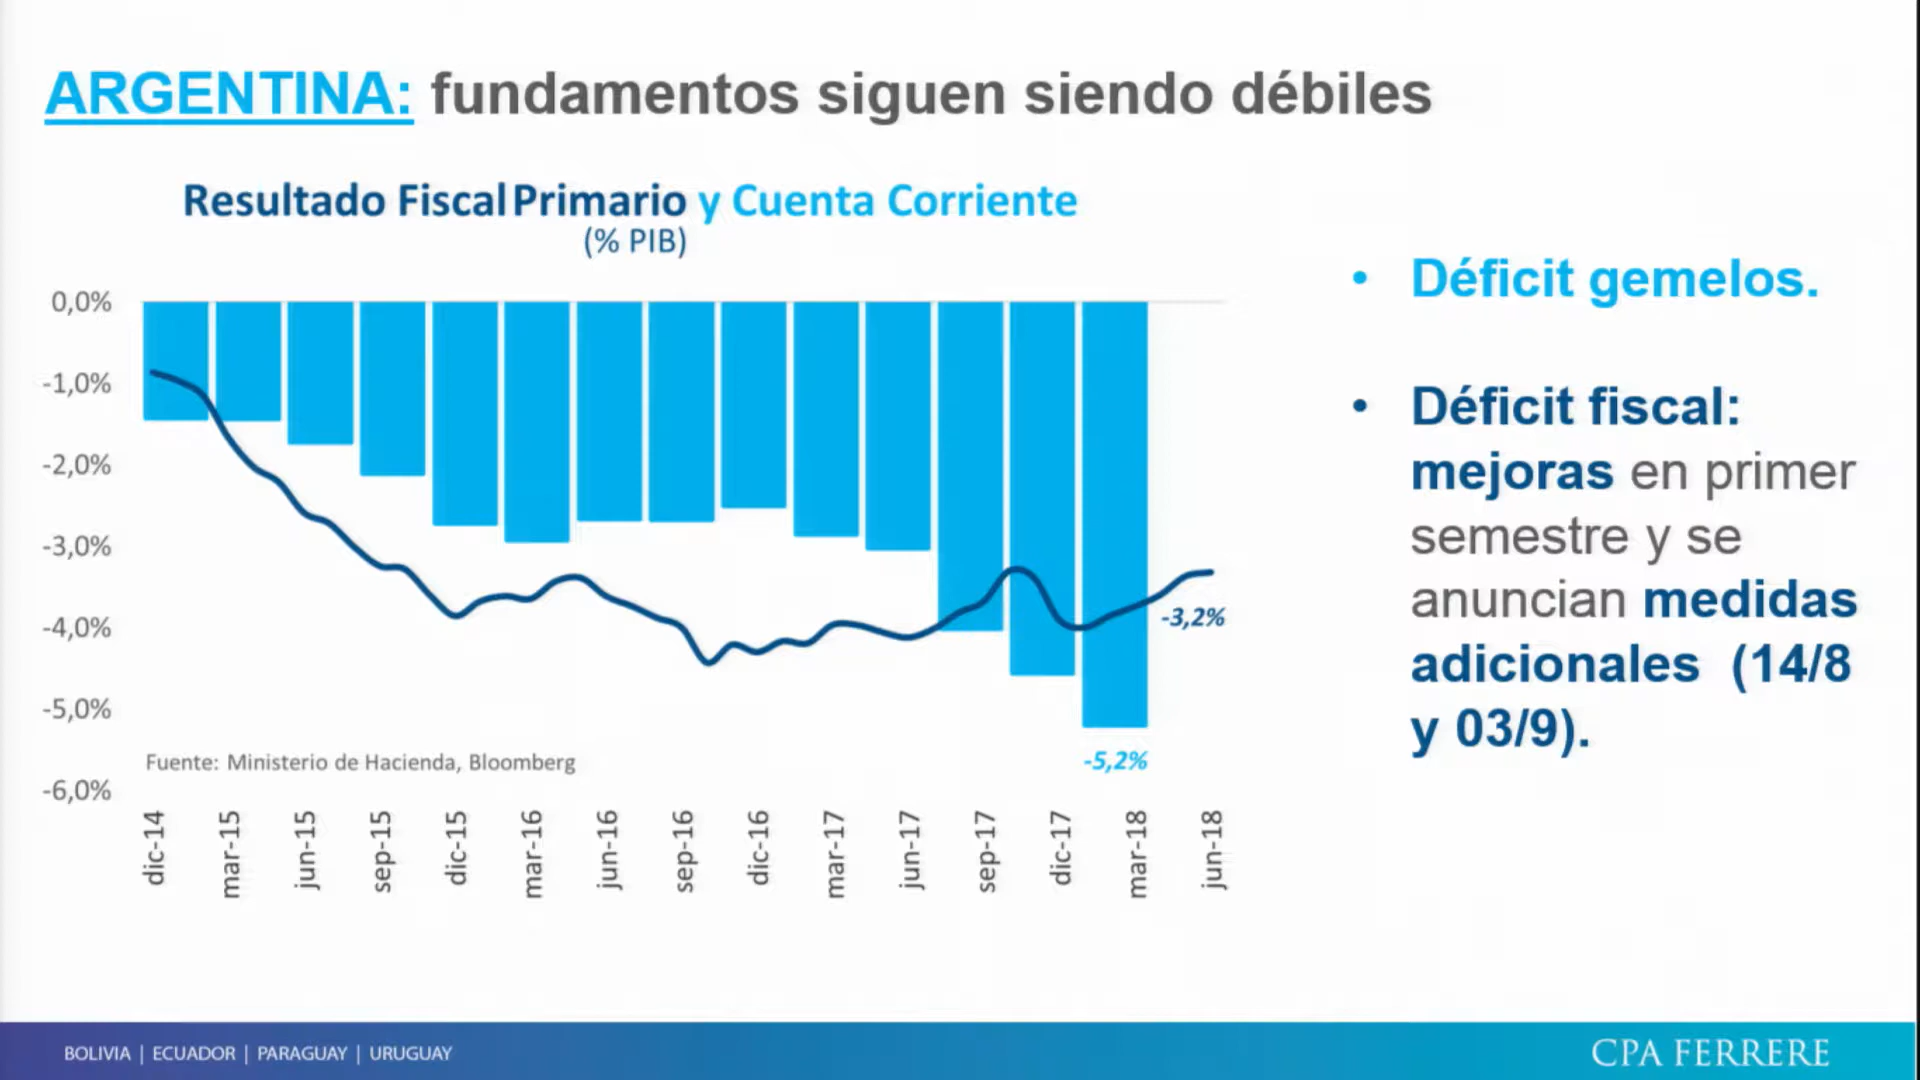 ARGENTINA: fundamentos siguen siendo débiles
Resultado Fiscal Primario y Cuenta Corriente
(% PIB)
0,0%
-1,0%
-2,0%
-3,0%
-4,0%
-5,0%
-6,0%
-3,2%
-5,2%
Fuente: Ministerio de Hacienda, Bloomberg
dic-14
mar-15
jun-15
sep-15
dic-15
mar-16
jun-16
sep-16
dic-16
mar-17
jun-17
sep-17
dic-17
mar-18
jun-18
• Déficit gemelos.
• Déficit fiscal:
mejoras en primer
semestre y se
anuncian medidas
adicionales (14/8
y 03/9).
BOLIVIA | ECUADOR | PARAGUAY | URUGUAY
CPA FERRERE